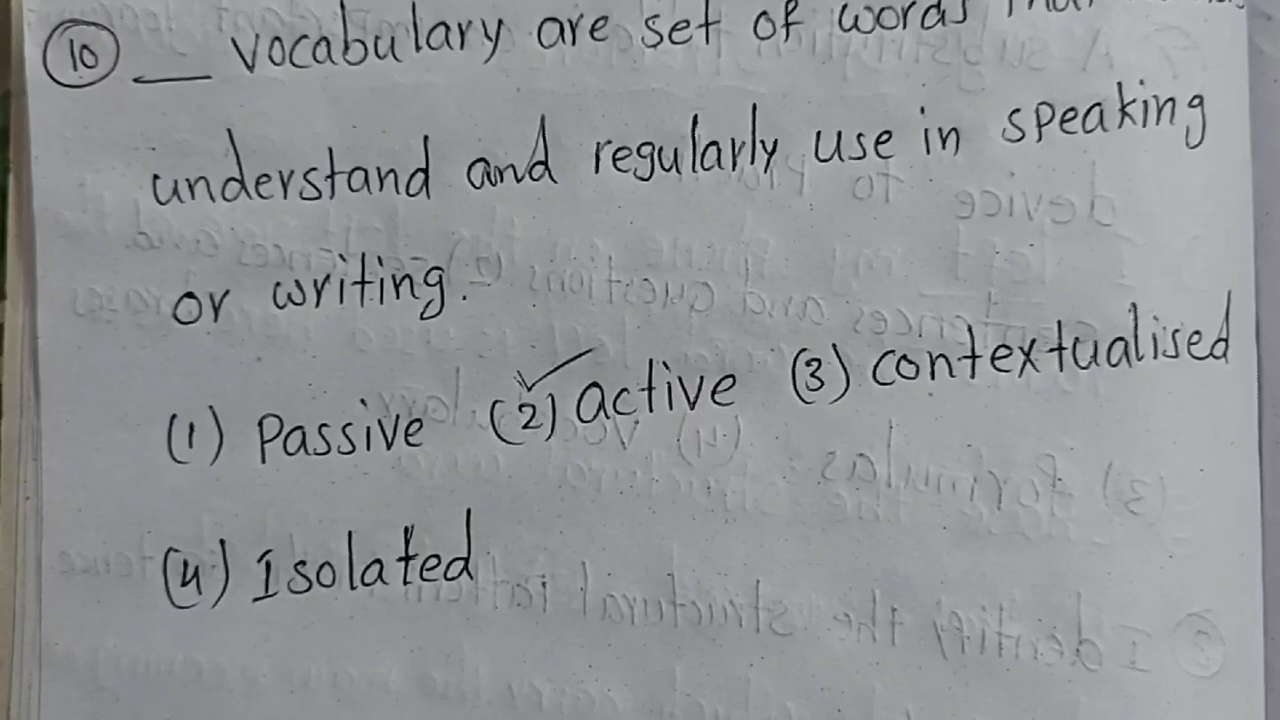 10 __ vocabulary are set of words
understand and regularly use in speaking
or writing.
(1) Passive (2) active (3) contextualised
(4) Isolated